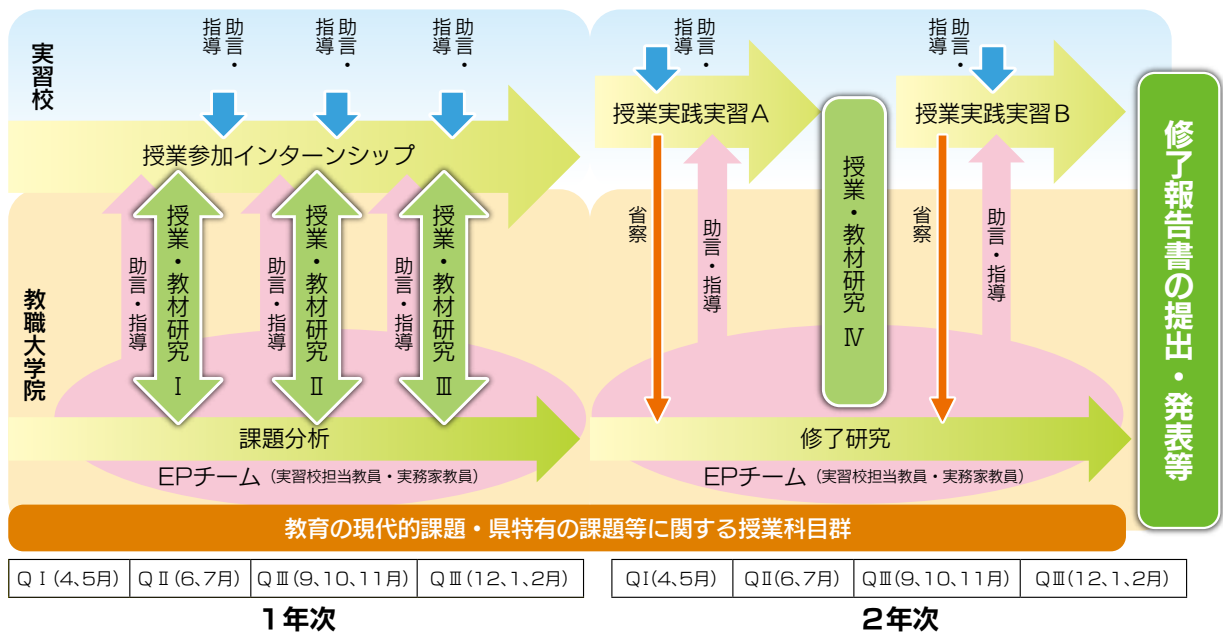 実習校
助言・
指導
助言・
指導
助言・
指導
授業参加インターンシップ
助言・指導
授業・教材研究 Ⅰ
助言・指導
授業・教材研究 Ⅱ
助言・指導
授業・教材研究 Ⅲ
教職大学院
課題分析
EPチーム（実習校担当教員・実務家教員）
助言・
指導
授業実践実習A
省察
助言・指導
授業・教材研究 Ⅳ
助言・
指導
授業実践実習B
省察
助言・指導
修了研究
EPチーム（実習校担当教員・実務家教員）
修了報告書の提出・発表等
教育の現代的課題・県特有の課題等に関する授業科目群
QⅠ(4、5月)
QⅡ(6、7月)
QⅢ(9、10、11月)
QⅢ(12、1、2月)
QⅠ(4、5月)
QⅡ(6、7月)
QⅢ(9、10、11月)
QⅢ(12、1、2月)
1年次
2年次